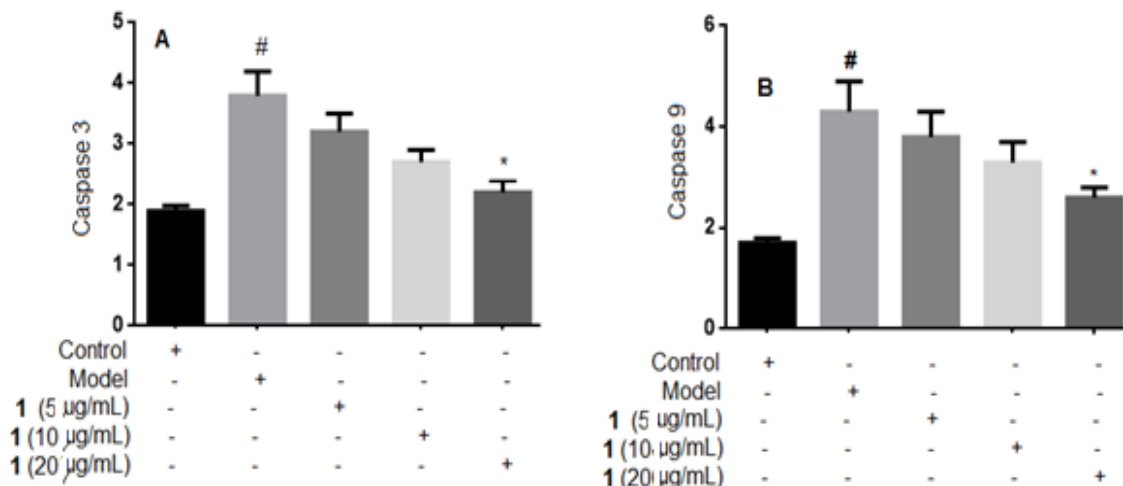 A
#
*
Caspase 3
5
4
3
2
1
0
Control + - - - -
Model - + - - -
1 (5 µg/mL) - - + - -
1 (10 µg/mL) - - - + -
1 (20 µg/mL) - - - - +
B
#
*
Caspase 9
6
4
2
0
Control + - - - -
Model - + - - -
1 (5 µg/mL) - - + - -
1 (10 µg/mL) - - - + -
1 (20 µg/mL) - - - - +